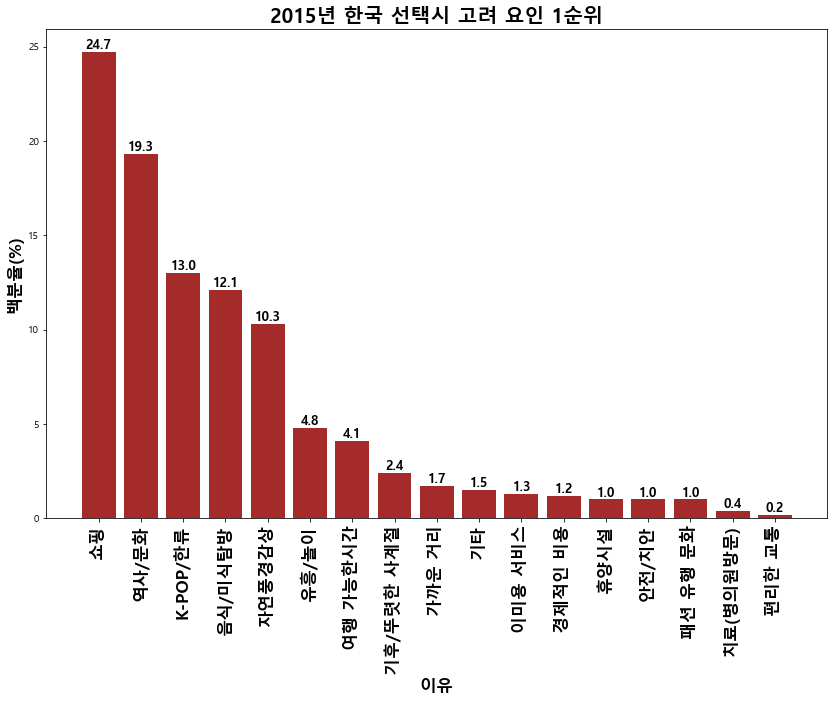 2015년 한국 선택시 고려 요인 1순위
백분율(%)
25
20
15
10
5
0
24.7
19.3
13.0
12.1
10.3
4.8
4.1
2.4
1.7
1.5
1.3
1.2
1.0
1.0
1.0
0.4
0.2
쇼핑
역사/문화
K-POP/한류
음식/미식탐방
자연풍경감상
유흥/놀이
여행 가능한시간
기후/뚜렷한 사계절
가까운 거리
기타
이미용 서비스
경제적인 비용
휴양시설
안전/치안
패션 유행 문화
치료(병의원방문)
편리한 교통
이유